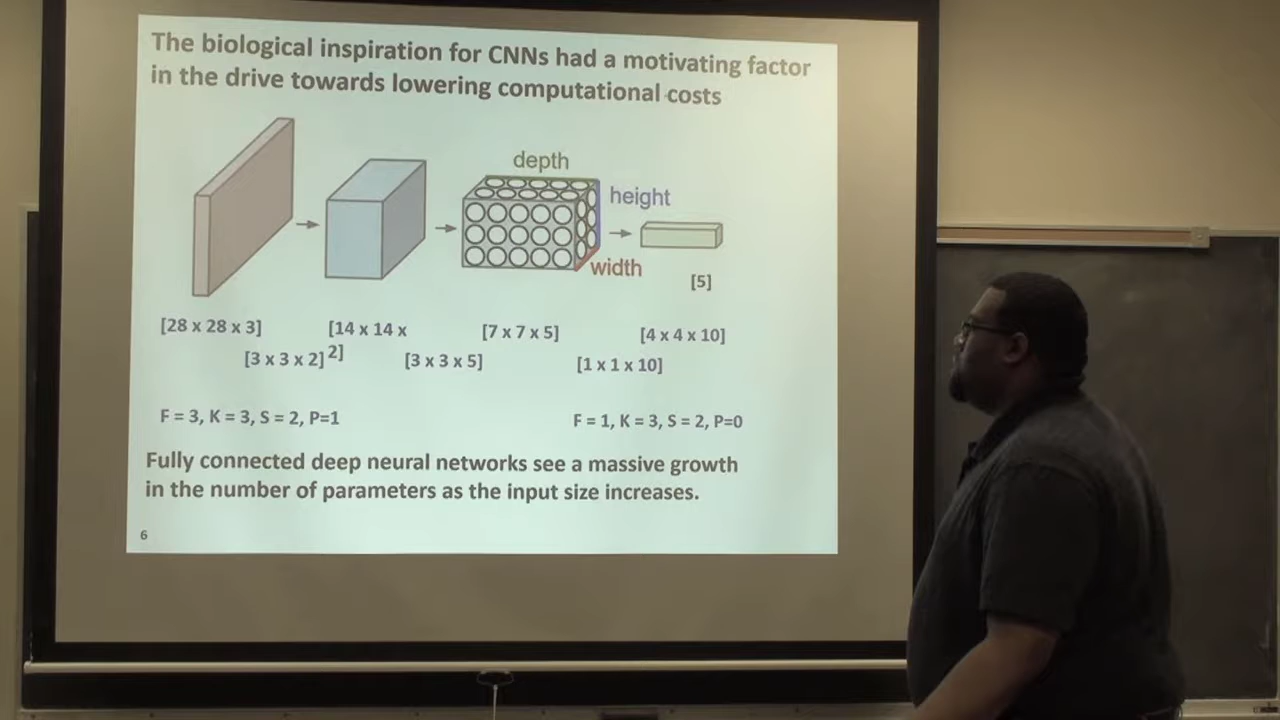 The biological inspiration for CNNs had a motivating factor
in the drive towards lowering computational costs
depth
height
width
[5]
[28 x 28 x 3]
[14 x 14 x
2]
[7 x 7 x 5]
[4 x 4 x 10]
[3 x 3 x 2]
[3 x 3 x 5]
[1 x 1 x 10]
F = 3, K = 3, S = 2, P=1
F = 1, K = 3, S = 2, P=0
Fully connected deep neural networks see a massive growth
in the number of parameters as the input size increases.
6